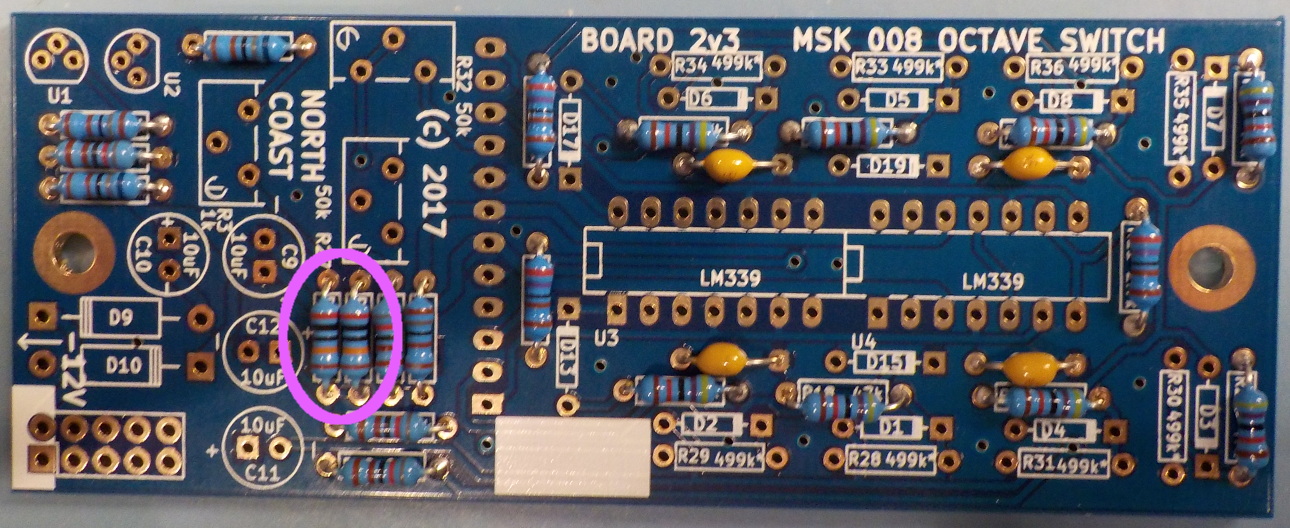 BOARD 2v3 MSK 008 OCTAVE SWITCH
U1
U2
R32 50k
R34 499k*
R33 499k*
R36 499k*
R35 499k*
D6
D5
D8
D7
D17
D19
NORTH
COAST
(c) 2017
50k
R3
1k
C10
10uF
10uF
C9
LM339
LM339
D9
D10
-12V
C12
10uF
U3
U4
D13
D15
10uF
C11
D2
D1
D4
D3
R29 499k*
R28 499k*
R31 499k*
R30 499k*